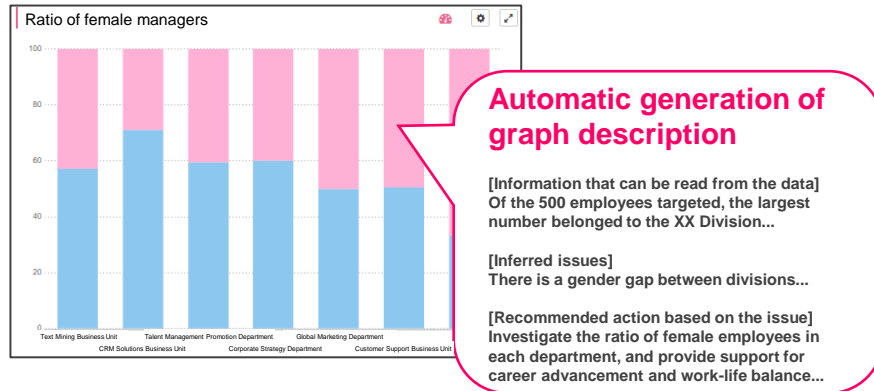 Ratio of female managers
100
80
60
40
20
0
Text Mining Business Unit
CRM Solutions Business Unit
Talent Management Promotion Department
Corporate Strategy Department
Global Marketing Department
Customer Support Business Unit
Automatic generation of
graph description
[Information that can be read from the data]
Of the 500 employees targeted, the largest
number belonged to the XX Division...
[Inferred issues]
There is a gender gap between divisions...
[Recommended action based on the issue]
Investigate the ratio of female employees in
each department, and provide support for
career advancement and work-life balance...